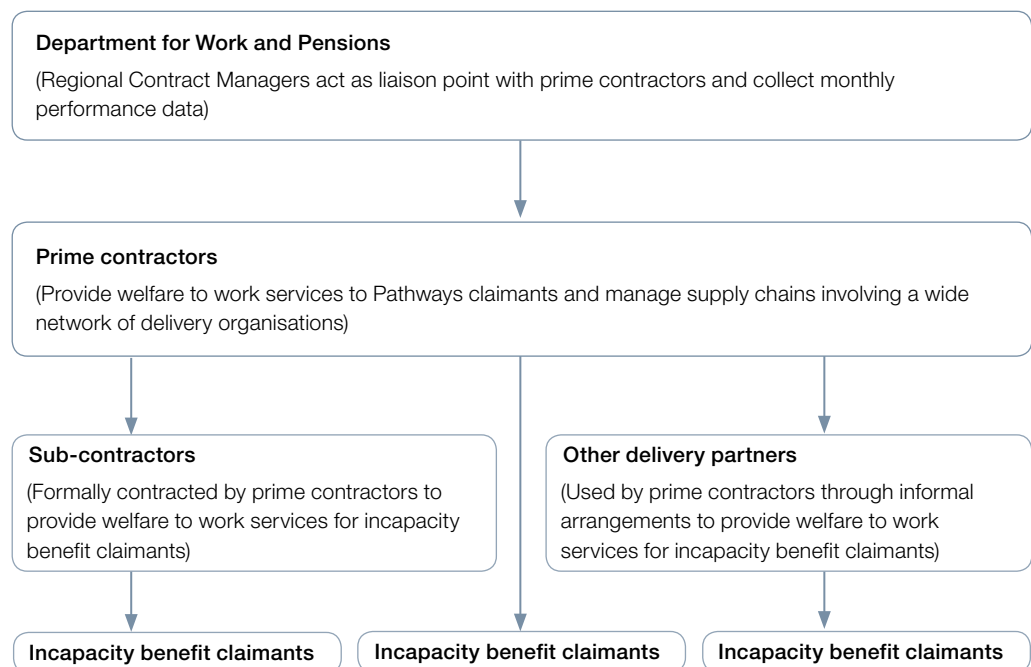 Department for Work and Pensions
(Regional Contract Managers act as liaison point with prime contractors and collect monthly
performance data)
Prime contractors
(Provide welfare to work services to Pathways claimants and manage supply chains involving a wide
network of delivery organisations)
Sub-contractors
(Formally contracted by prime contractors to
provide welfare to work services for incapacity
benefit claimants)
Other delivery partners
(Used by prime contractors through informal
arrangements to provide welfare to work
services for incapacity benefit claimants)
Incapacity benefit claimants
Incapacity benefit claimants
Incapacity benefit claimants